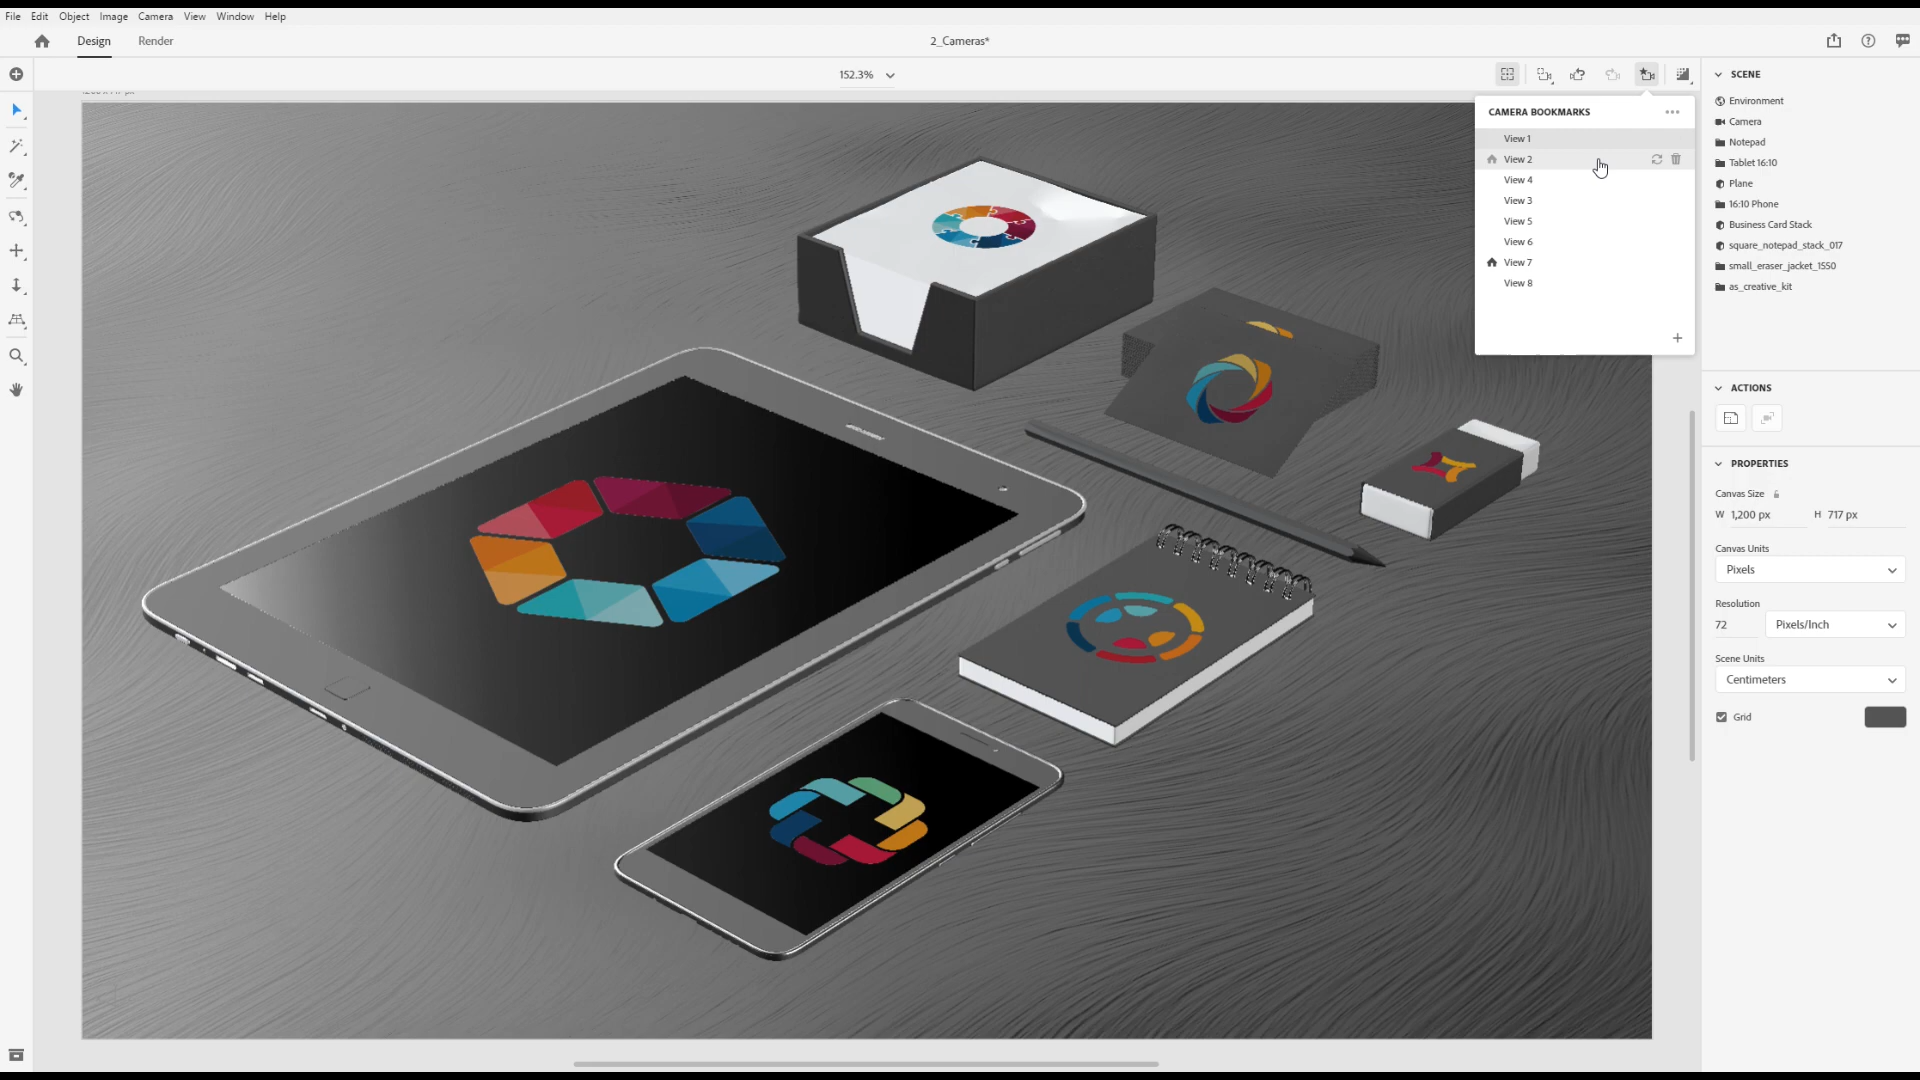 File Edit Object Image Camera View Window Help
Design Render 2_Cameras*
152.3%
CAMERA BOOKMARKS
View 1
View 2
View 4
View 3
View 5
View 6
View 7
View 8
SCENE
Environment
Camera
Notepad
Tablet 16:10
Plane
16:10 Phone
Business Card Stack
square_notepad_stack_017
small_eraser_jacket_1550
as_creative_kit
ACTIONS
PROPERTIES
Canvas Size
W 1,200 px H 717 px
Canvas Units
Pixels
Resolution
72 Pixels/Inch
Scene Units
Centimeters
Grid